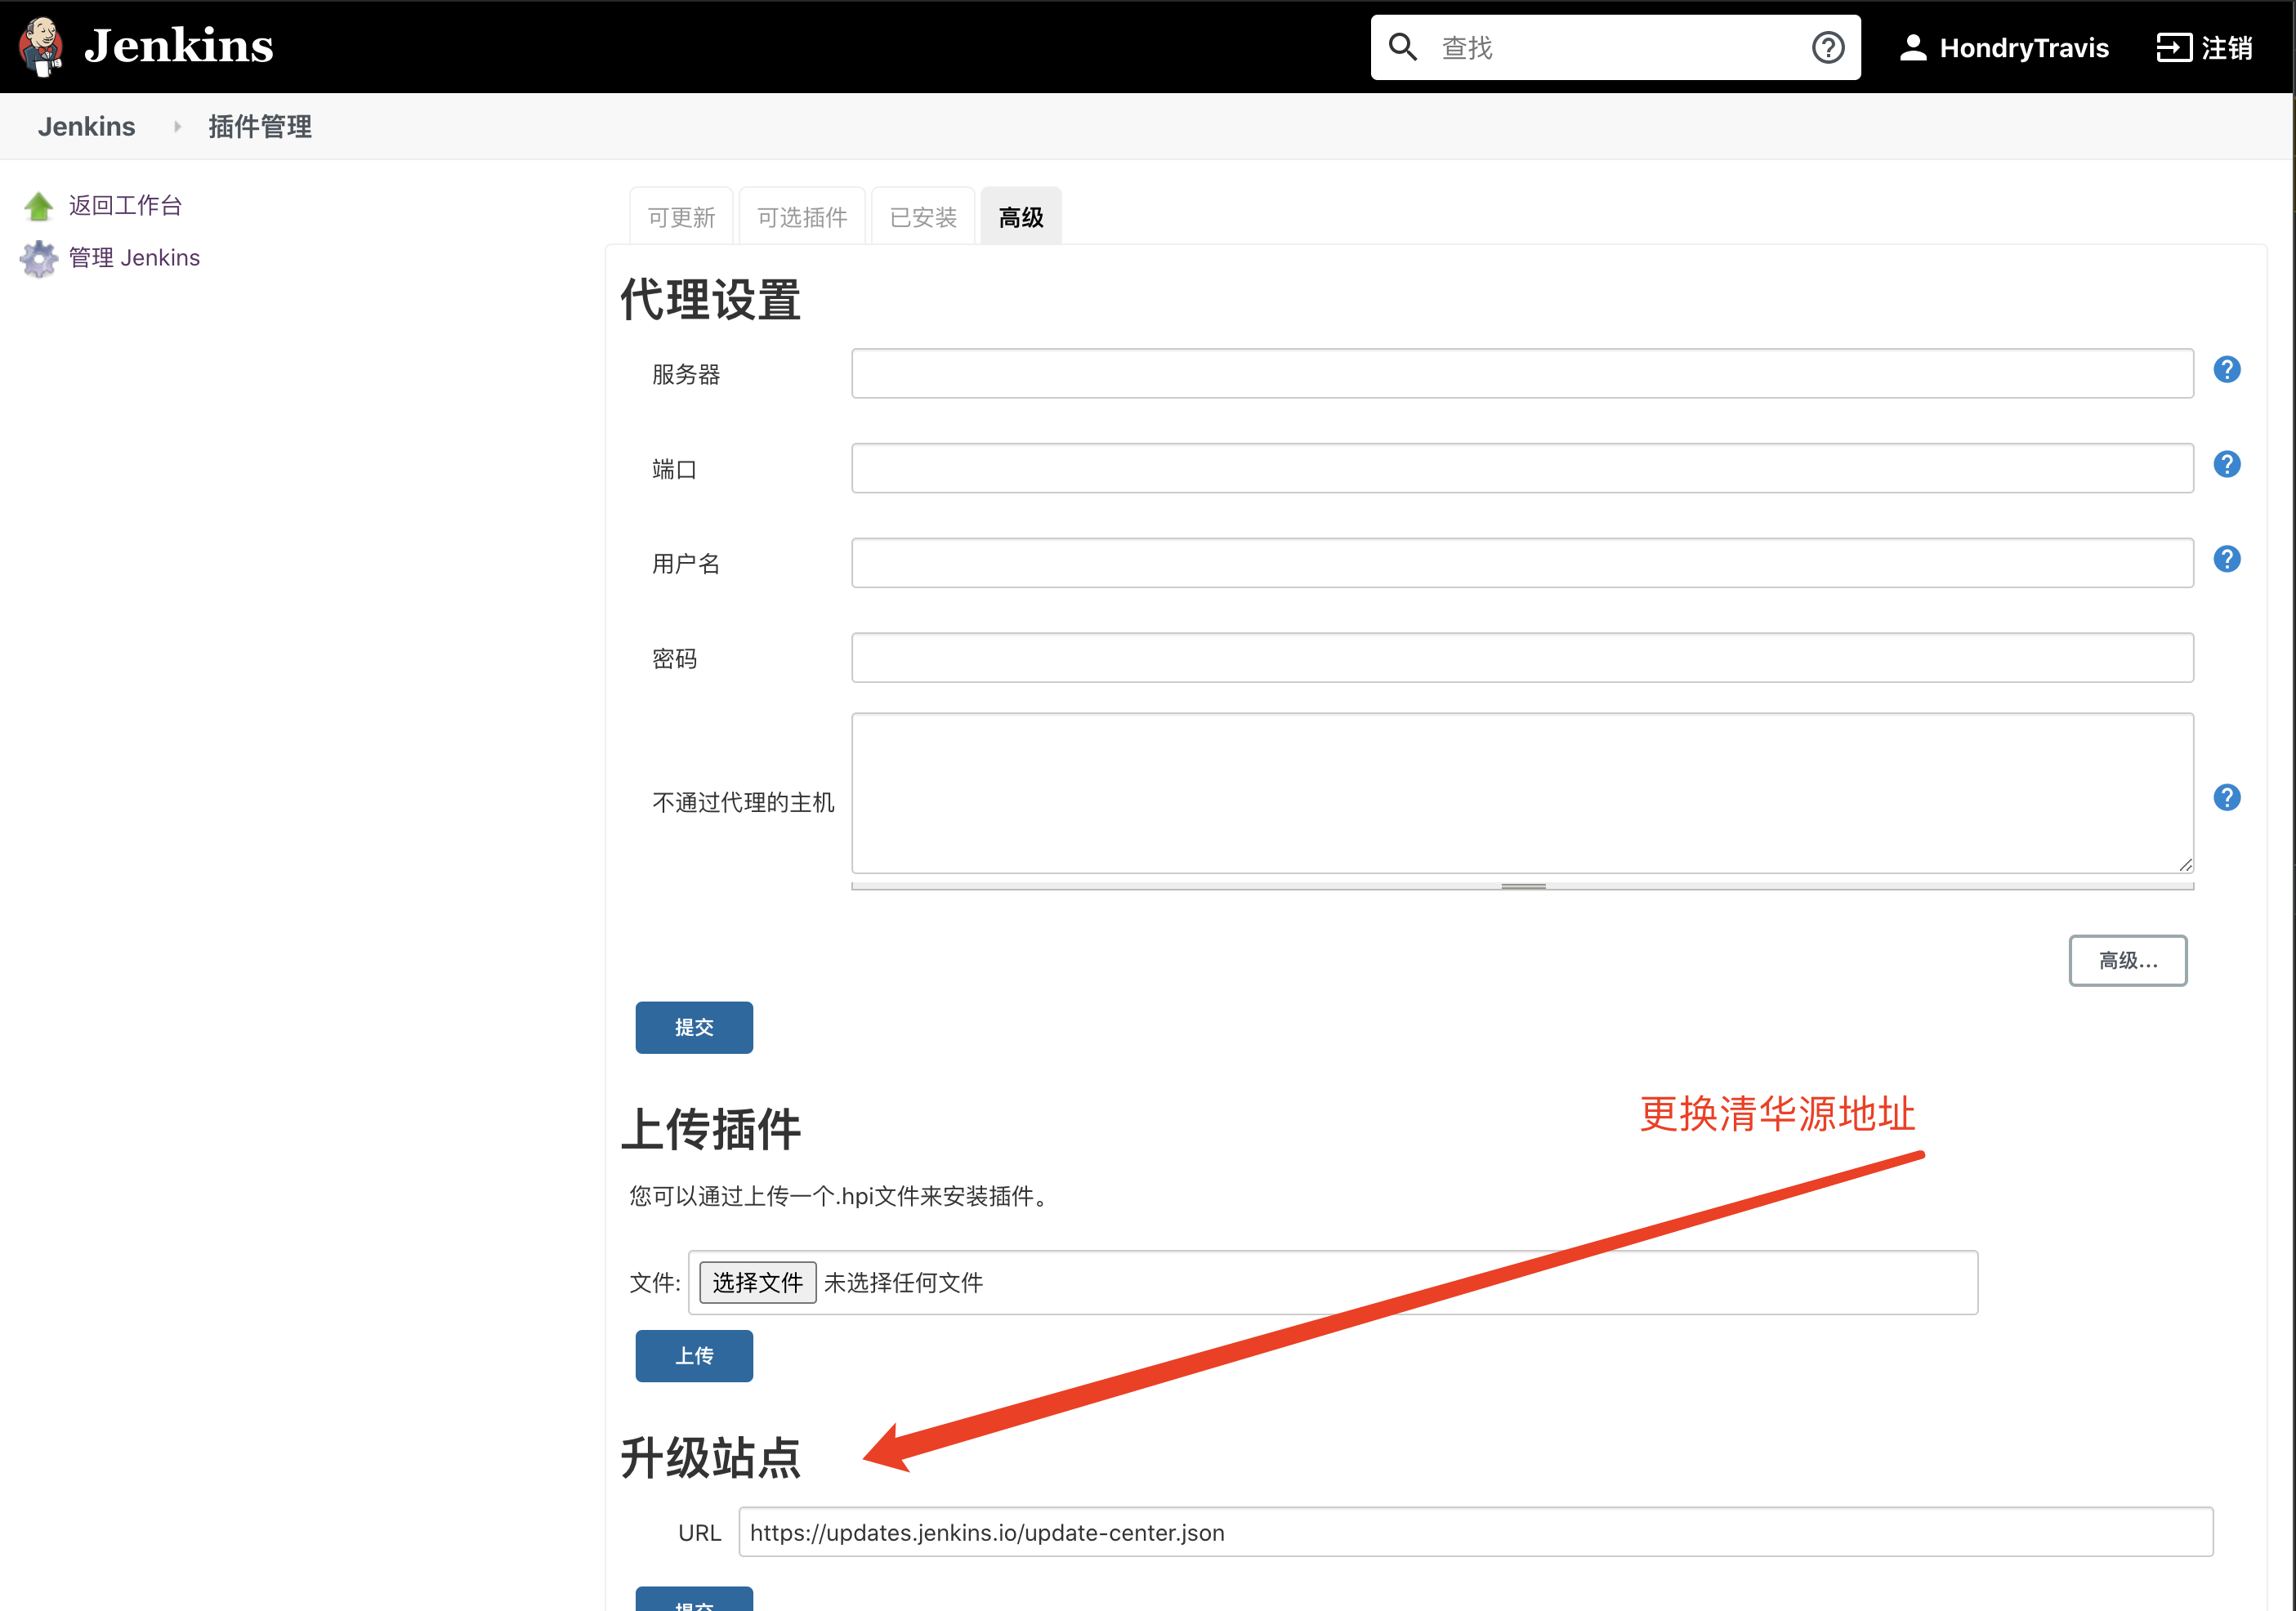 Jenkins
查找
HondryTravis
注销
Jenkins
插件管理
返回工作台
管理 Jenkins
可更新
可选插件
已安装
高级
代理设置
服务器
端口
用户名
密码
不通过代理的主机
高级...
提交
更换清华源地址
上传插件
您可以通过上传一个.hpi文件来安装插件。
文件: 选择文件 未选择任何文件
上传
升级站点
URL https://updates.jenkins.io/update-center.json
提交